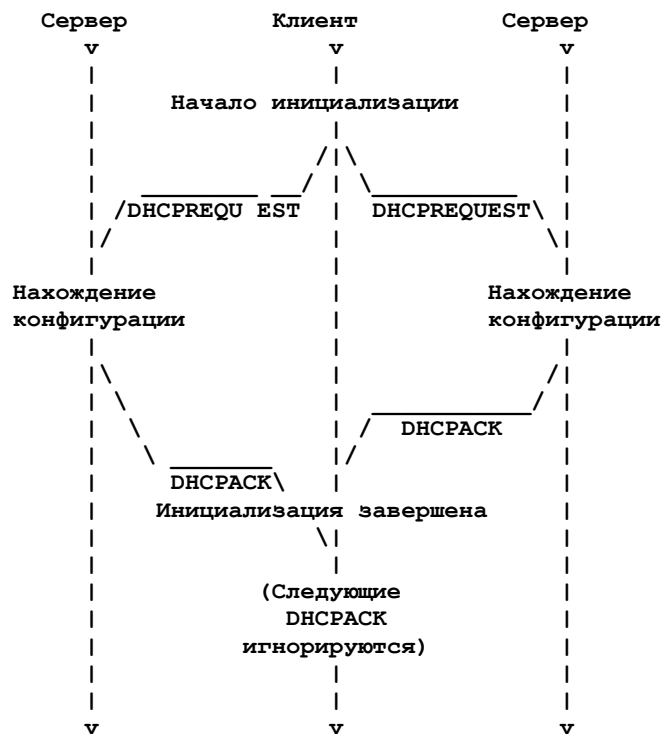 Сервер Клиент Сервер
v v v
Начало инициализации
DHCPREQU EST DHCPREQUEST
Нахождение Нахождение
конфигурации конфигурации
DHCPACK
DHCPACK
Инициализация завершена
(Следующие
DHCPACK
игнорируются)
v v v